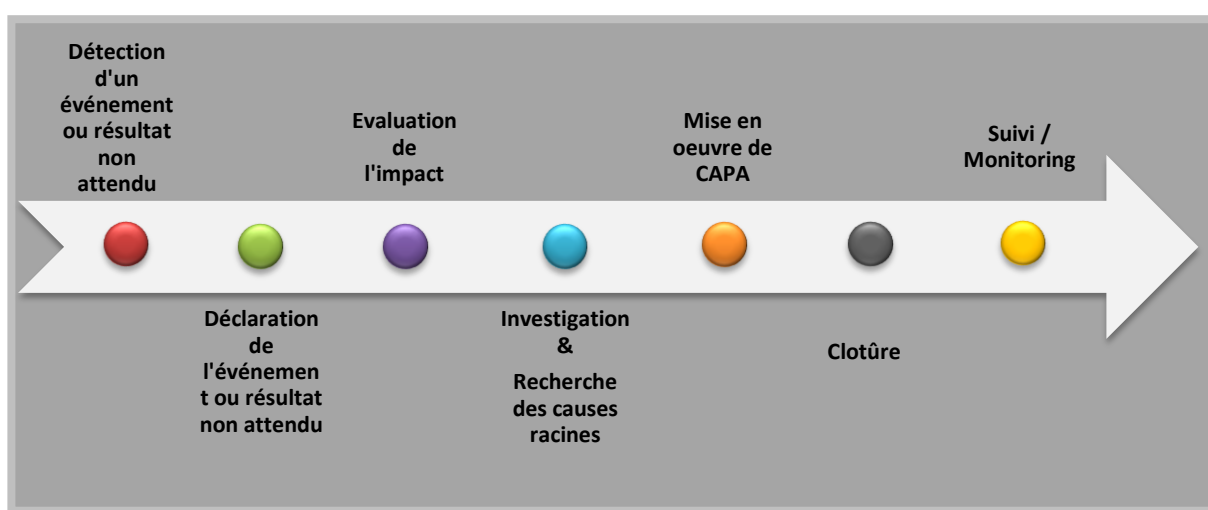 Détection
d'un
événement
ou résultat
non
attendu
Déclaration
de
l'événemen
t ou résultat
non attendu
Evaluation
de
l'impact
Investigation
&
Recherche
des causes
racines
Mise en
oeuvre de
CAPA
Clotûre
Suivi /
Monitoring